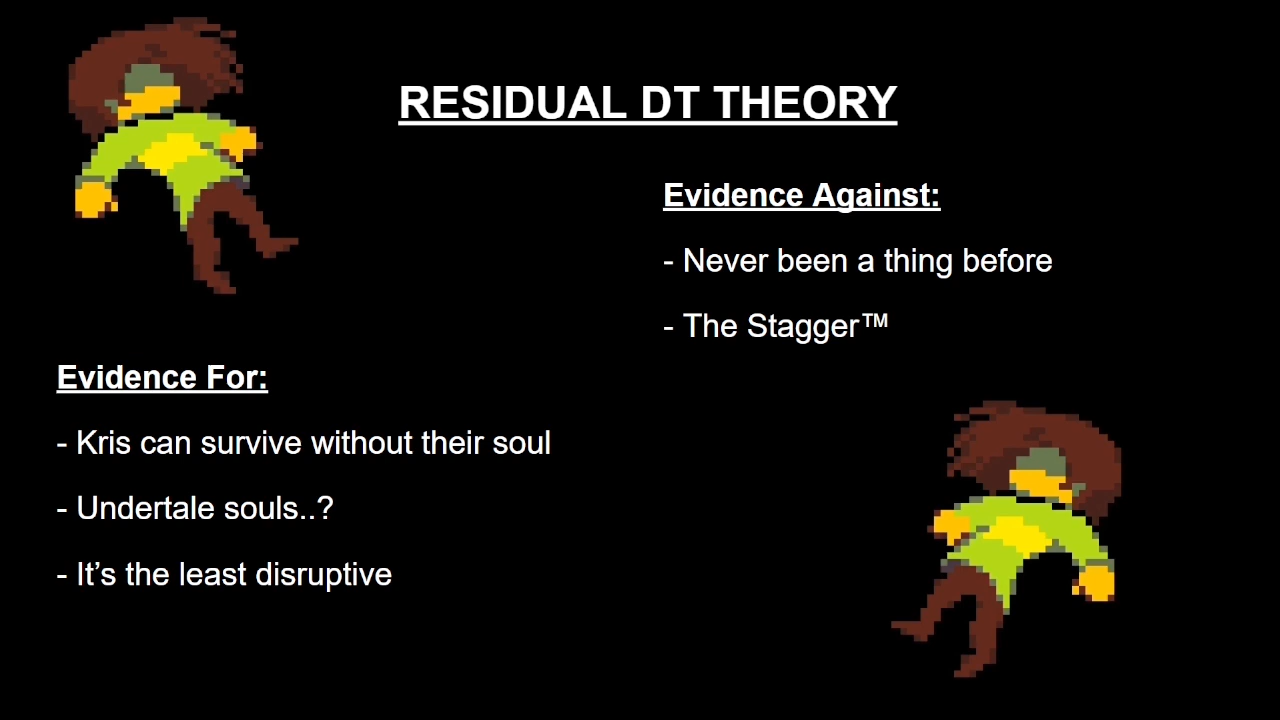 RESIDUAL DT THEORY
Evidence Against:
- Never been a thing before
- The Stagger™
Evidence For:
- Kris can survive without their soul
- Undertale souls..?
- It’s the least disruptive